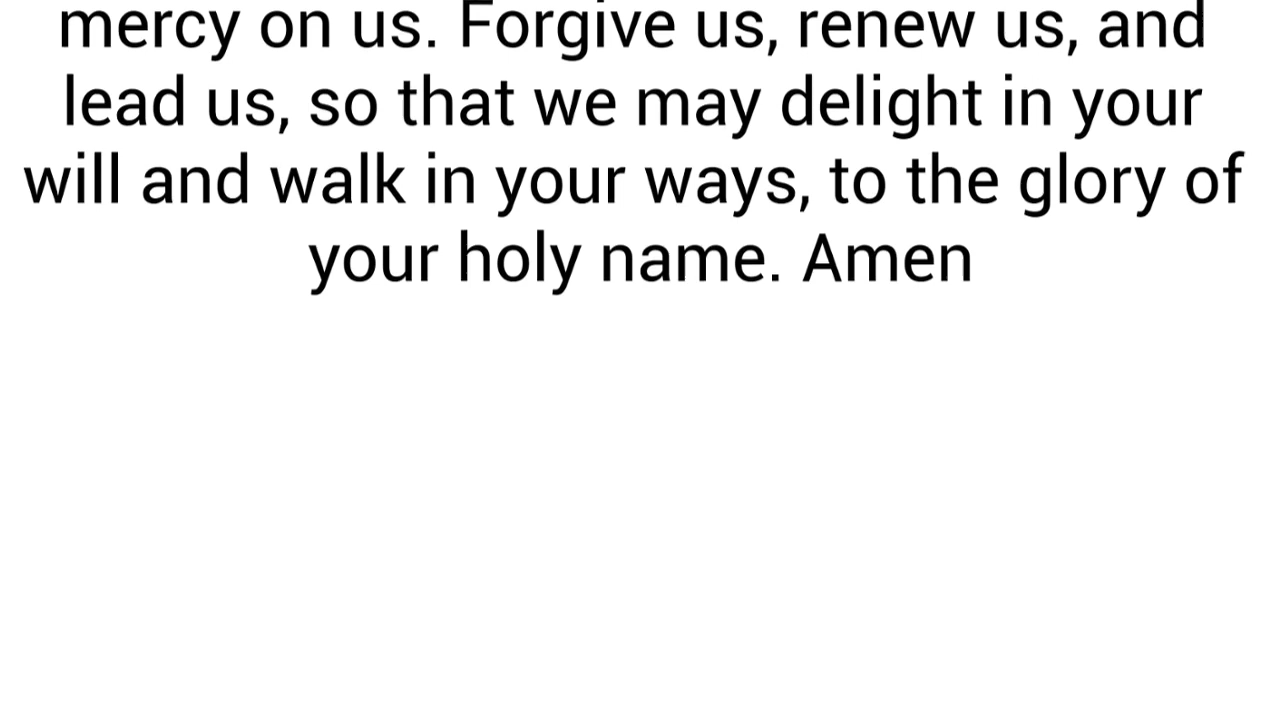 mercy on us. Forgive us, renew us, and
lead us, so that we may delight in your
will and walk in your ways, to the glory of
your holy name. Amen